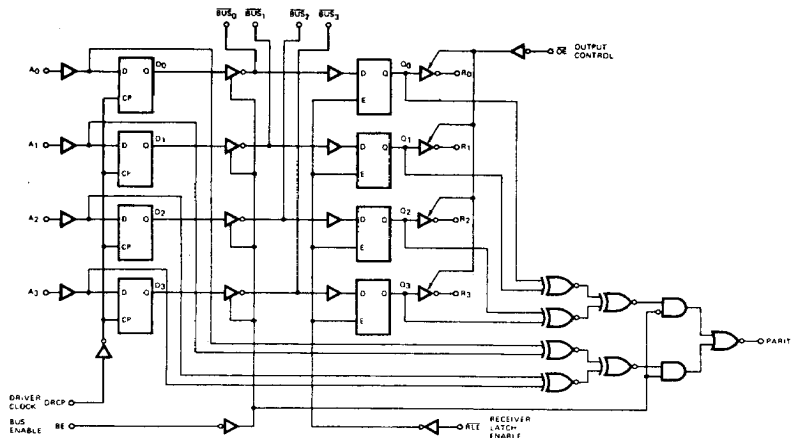 BUS0 BUS1 BUS2 BUS3
A0 D Q D0 D Q Q0 R0 OE OUTPUT CONTROL
CP E
A1 D Q D1 D Q Q1 R1
CP E
A2 D Q D2 D Q Q2 R2
CP E
A3 D Q D3 D Q Q3 R3
CP E
PARIT
DRIVER CLOCK DRCP
BUS ENABLE BE
RLE RECEIVER LATCH ENABLE